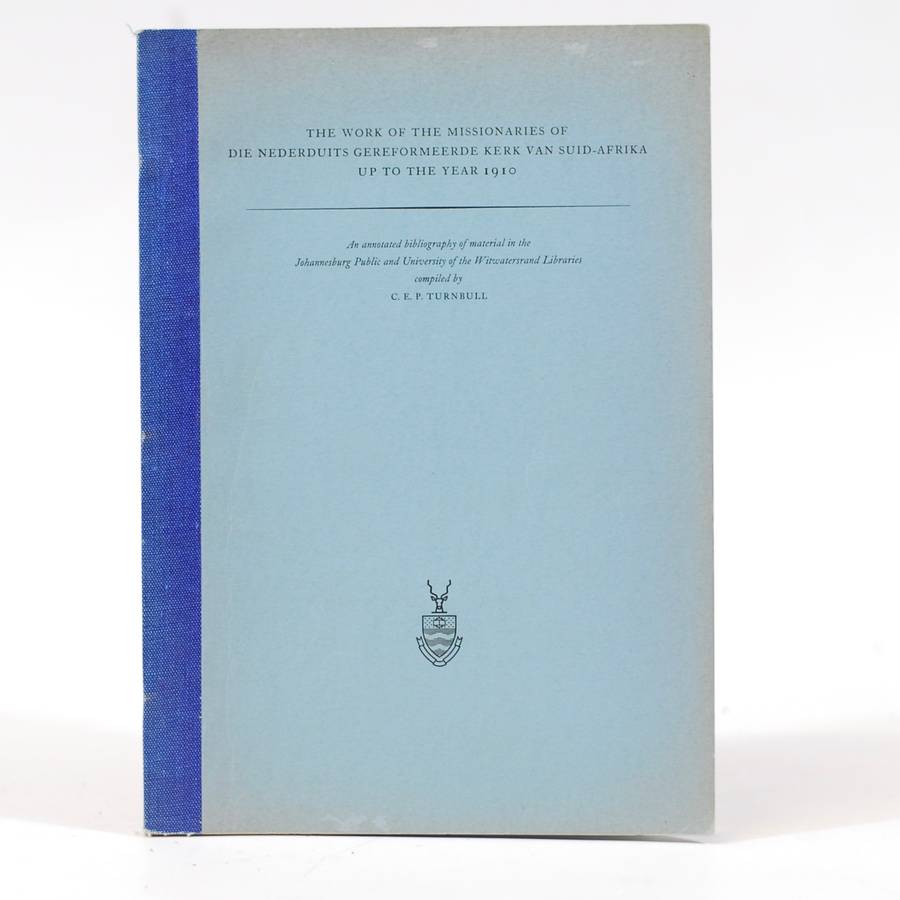 THE WORK OF THE MISSIONARIES OF
DIE NEDERDUITS GEREFORMEERDE KERK VAN SUID-AFRIKA
UP TO THE YEAR 1910
An annotated bibliography of material in the
Johannesburg Public and University of the Witwatersrand Libraries
compiled by
C. E. P. TURNBULL